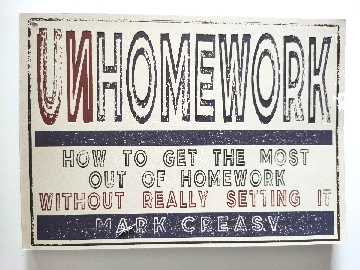 UNHOMEWORK
HOW TO GET THE MOST
OUT OF HOMEWORK
WITHOUT REALLY SETTING IT
MARK CREASY